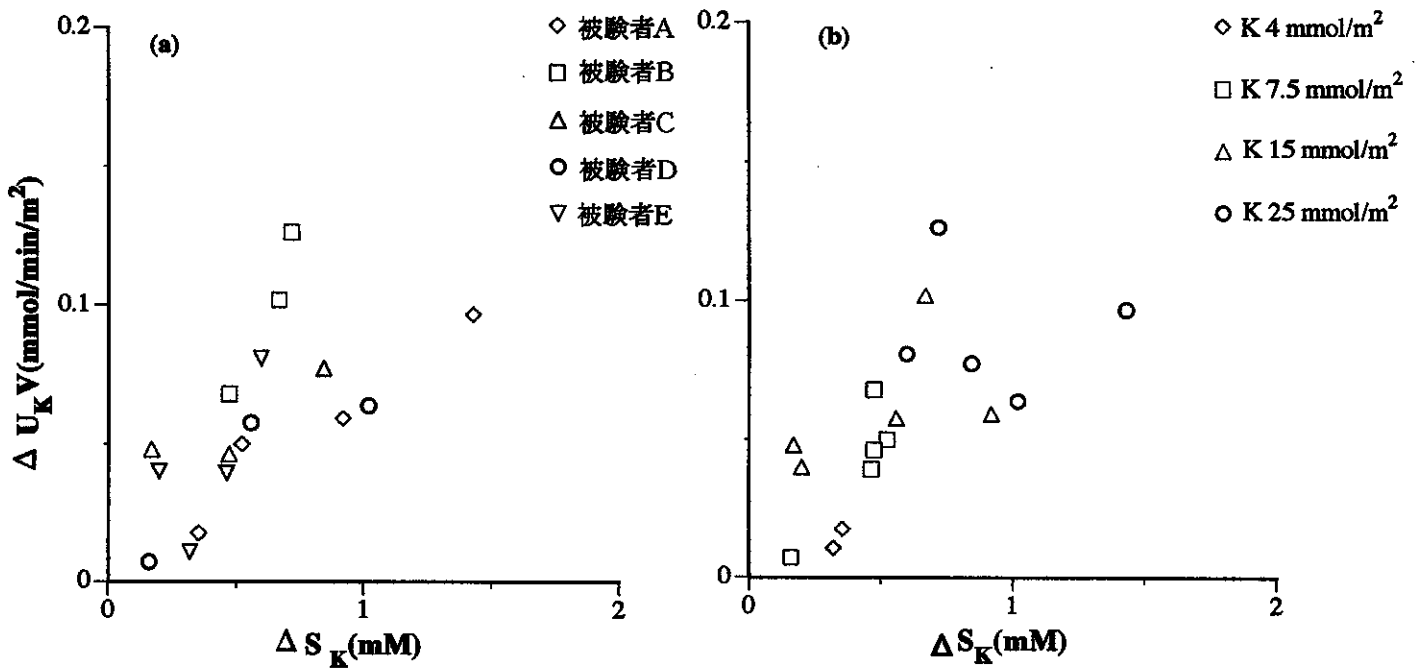 0.2
(a)
◇ 被験者A
□ 被験者B
△ 被験者C
○ 被験者D
▽ 被験者E
Δ U_K V(mmol/min/m²)
0.1
0
0
1
2
Δ S_K(mM)
0.2
(b)
◇ K 4 mmol/m²
□ K 7.5 mmol/m²
△ K 15 mmol/m²
○ K 25 mmol/m²
0.1
0
0
1
2
Δ S_K(mM)